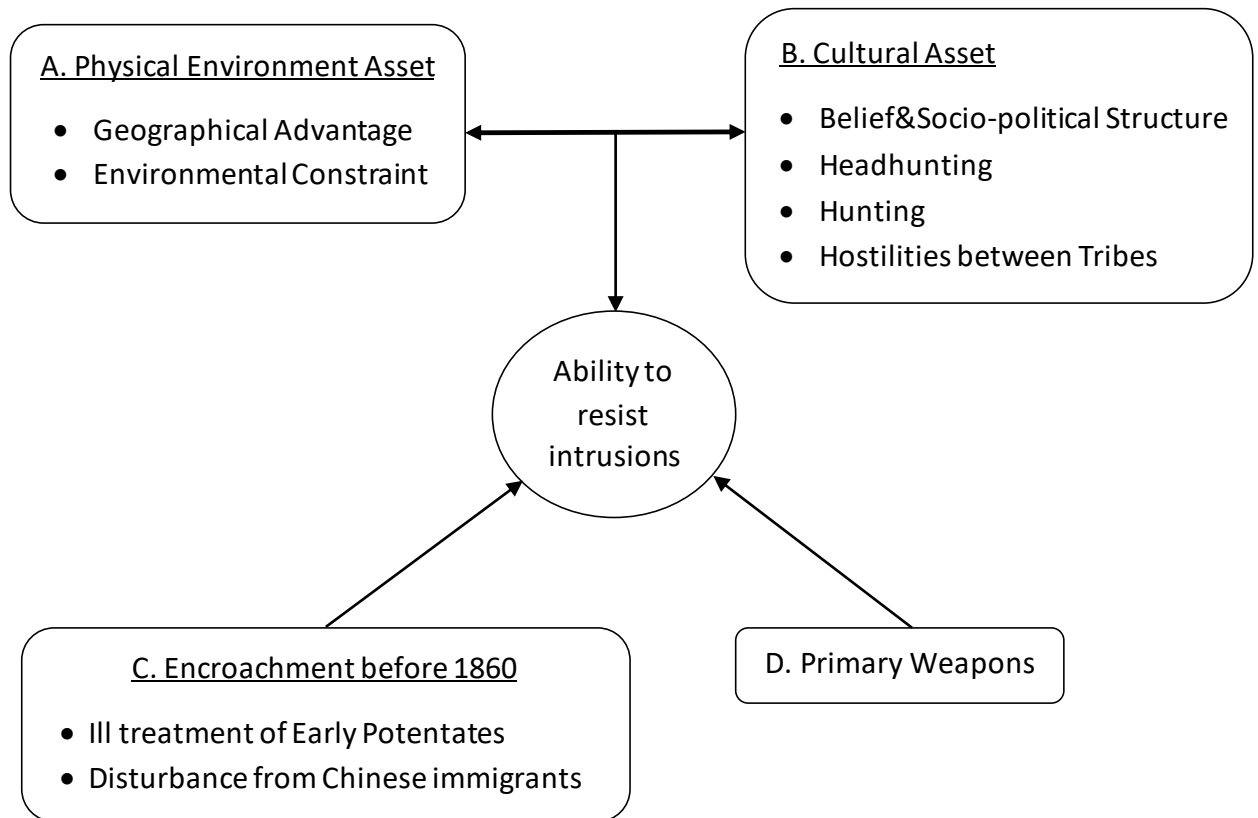 A. Physical Environment Asset
• Geographical Advantage
• Environmental Constraint
B. Cultural Asset
• Belief&Socio-political Structure
• Headhunting
• Hunting
• Hostilities between Tribes
Ability to
resist
intrusions
C. Encroachment before 1860
• Ill treatment of Early Potentates
• Disturbance from Chinese immigrants
D. Primary Weapons